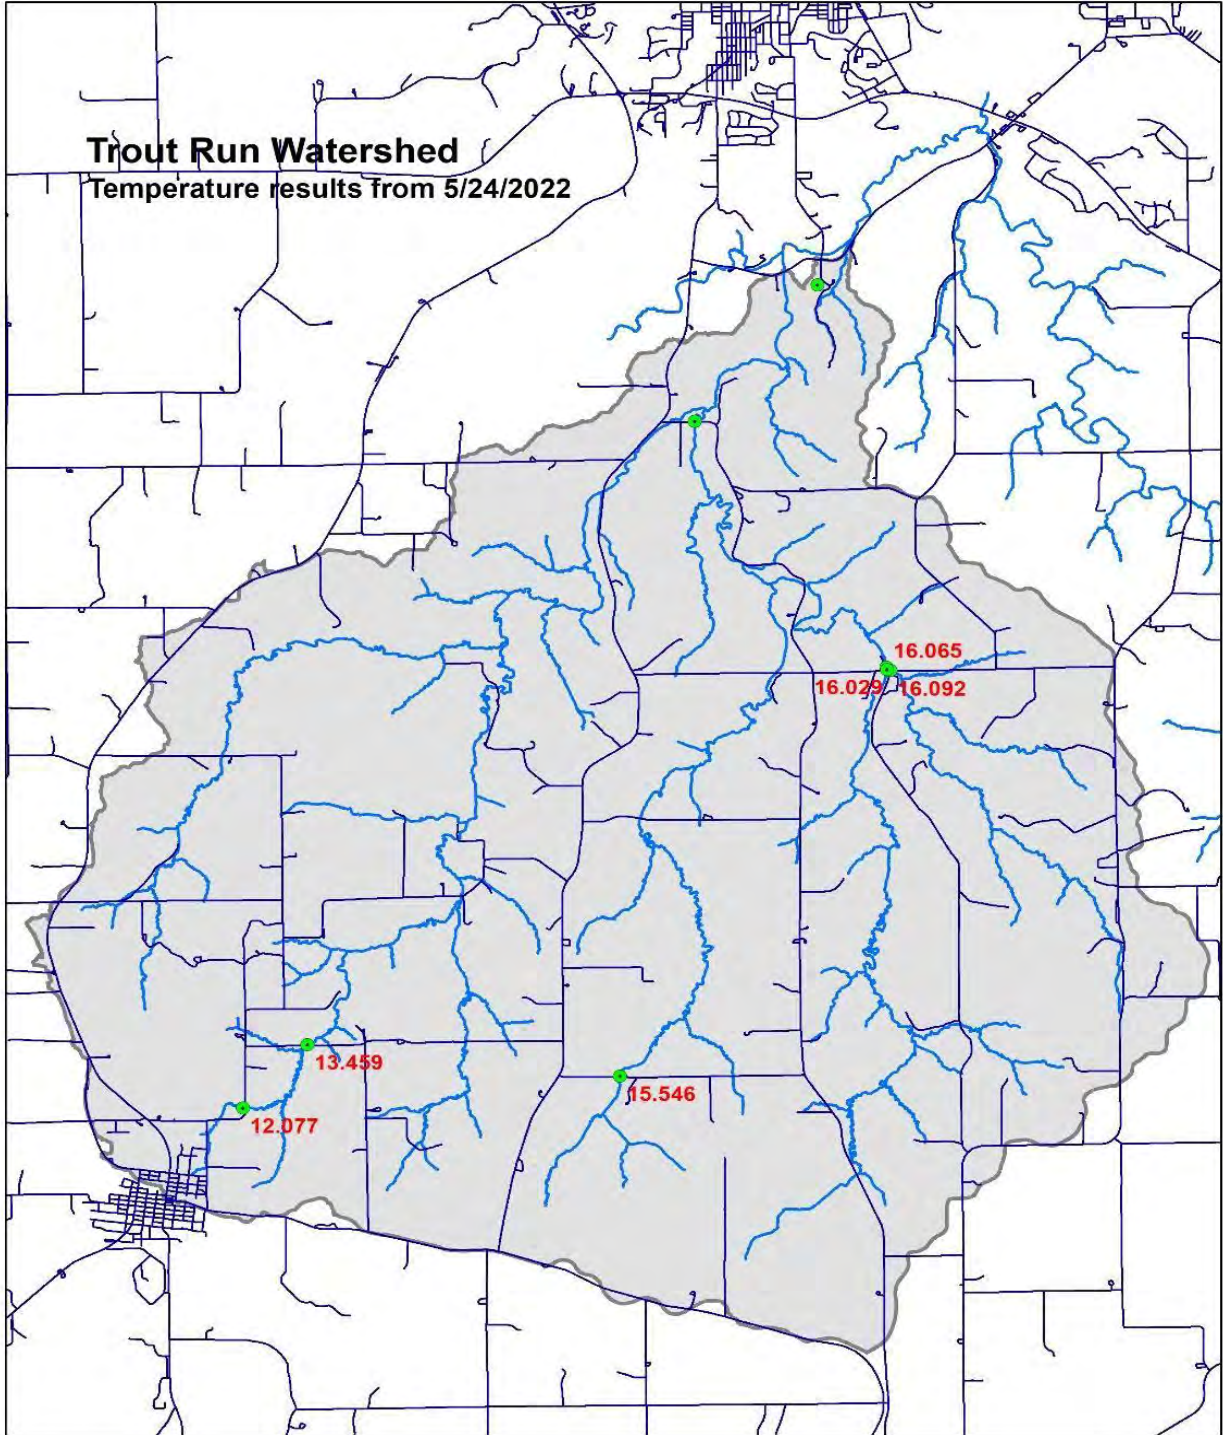 Trout Run Watershed
Temperature results from 5/24/2022
16.065
16.029 16.092
13.459
15.546
12.077